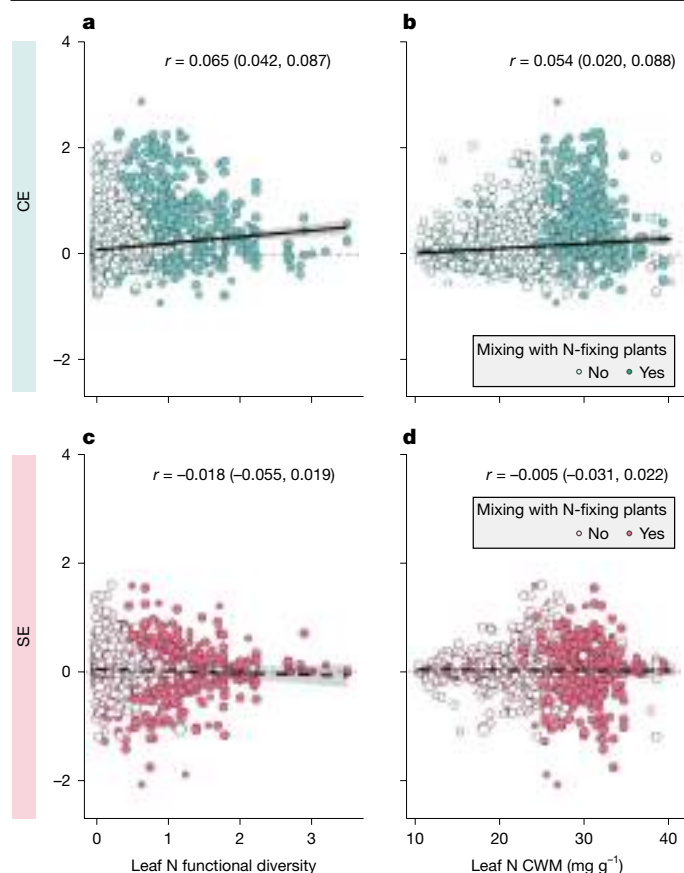 a
b
CE
4
2
0
−2
r = 0.065 (0.042, 0.087)
r = 0.054 (0.020, 0.088)
Mixing with N-fixing plants
No Yes
c
d
SE
4
2
0
−2
r = −0.018 (−0.055, 0.019)
r = −0.005 (−0.031, 0.022)
Mixing with N-fixing plants
No Yes
0 1 2 3
10 20 30 40
Leaf N functional diversity
Leaf N CWM (mg g⁻¹)